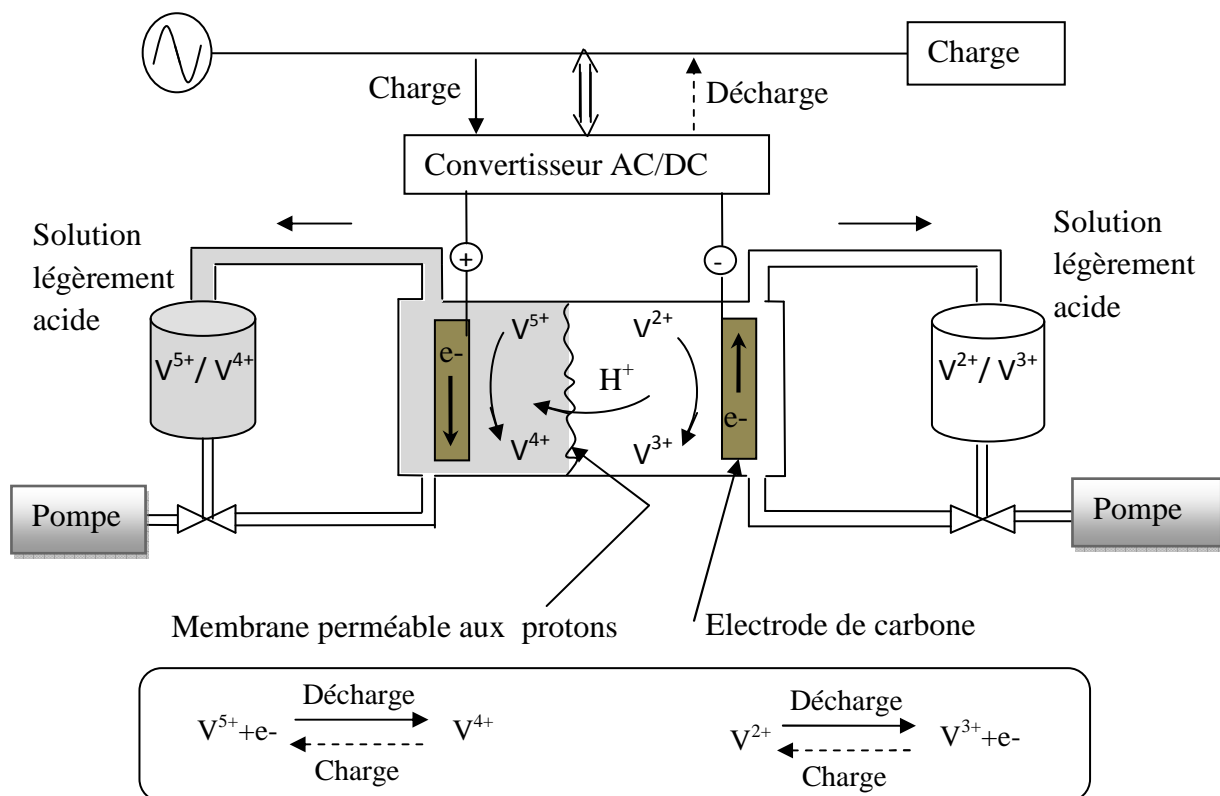 Charge
Charge
Décharge
Convertisseur AC/DC
Solution
légèrement
acide
Solution
légèrement
acide
+
-
V⁵⁺/ V⁴⁺
e-
V⁵⁺
V⁴⁺
H⁺
V²⁺
V³⁺
e-
V²⁺/ V³⁺
Pompe
Pompe
Membrane perméable aux protons
Electrode de carbone
Décharge
V⁵⁺+e- V⁴⁺
Charge
Décharge
V²⁺ V³⁺+e-
Charge